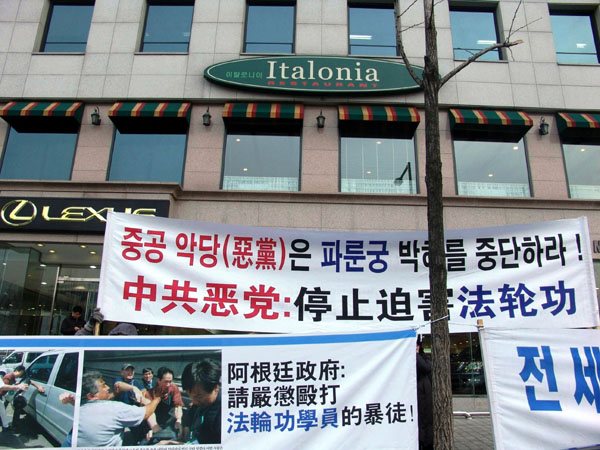 이탈로니아 Italonia
RESTAURANT
LEXUS
중공 악당(惡黨)은 파룬궁 박해를 중단하라!
中共恶党:停止迫害法轮功
阿根廷政府:
請嚴懲毆打
法輪功學員的暴徒!
전 세